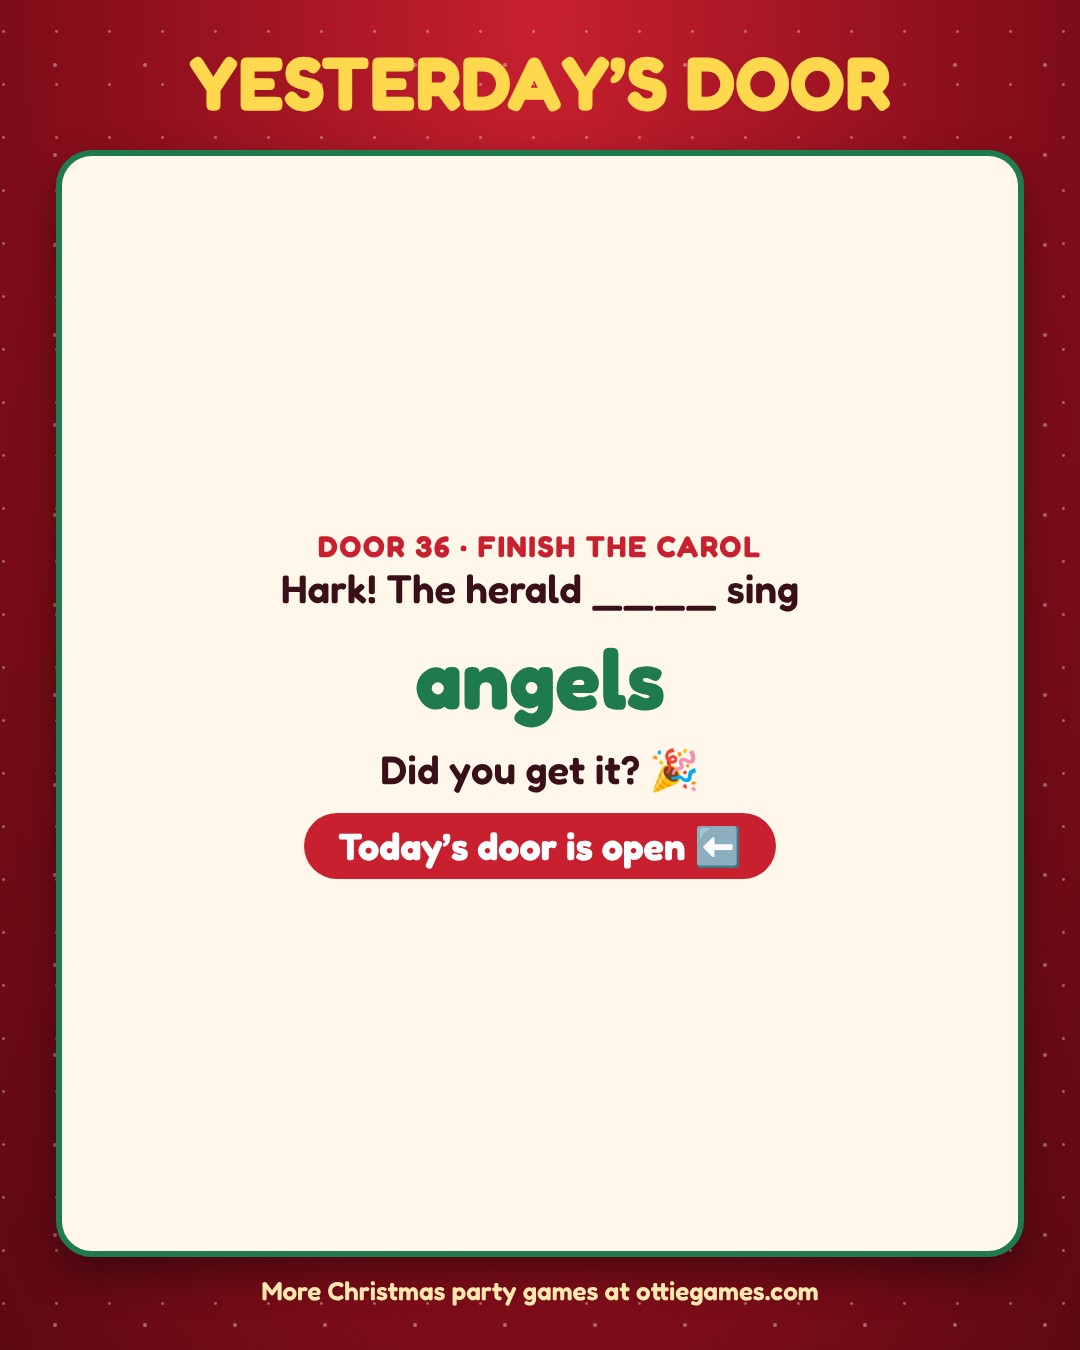 YESTERDAY’S DOOR
DOOR 36 · FINISH THE CAROL
Hark! The herald ____ sing
angels
Did you get it? 🎉
Today’s door is open ⬅️
More Christmas party games at ottiegames.com